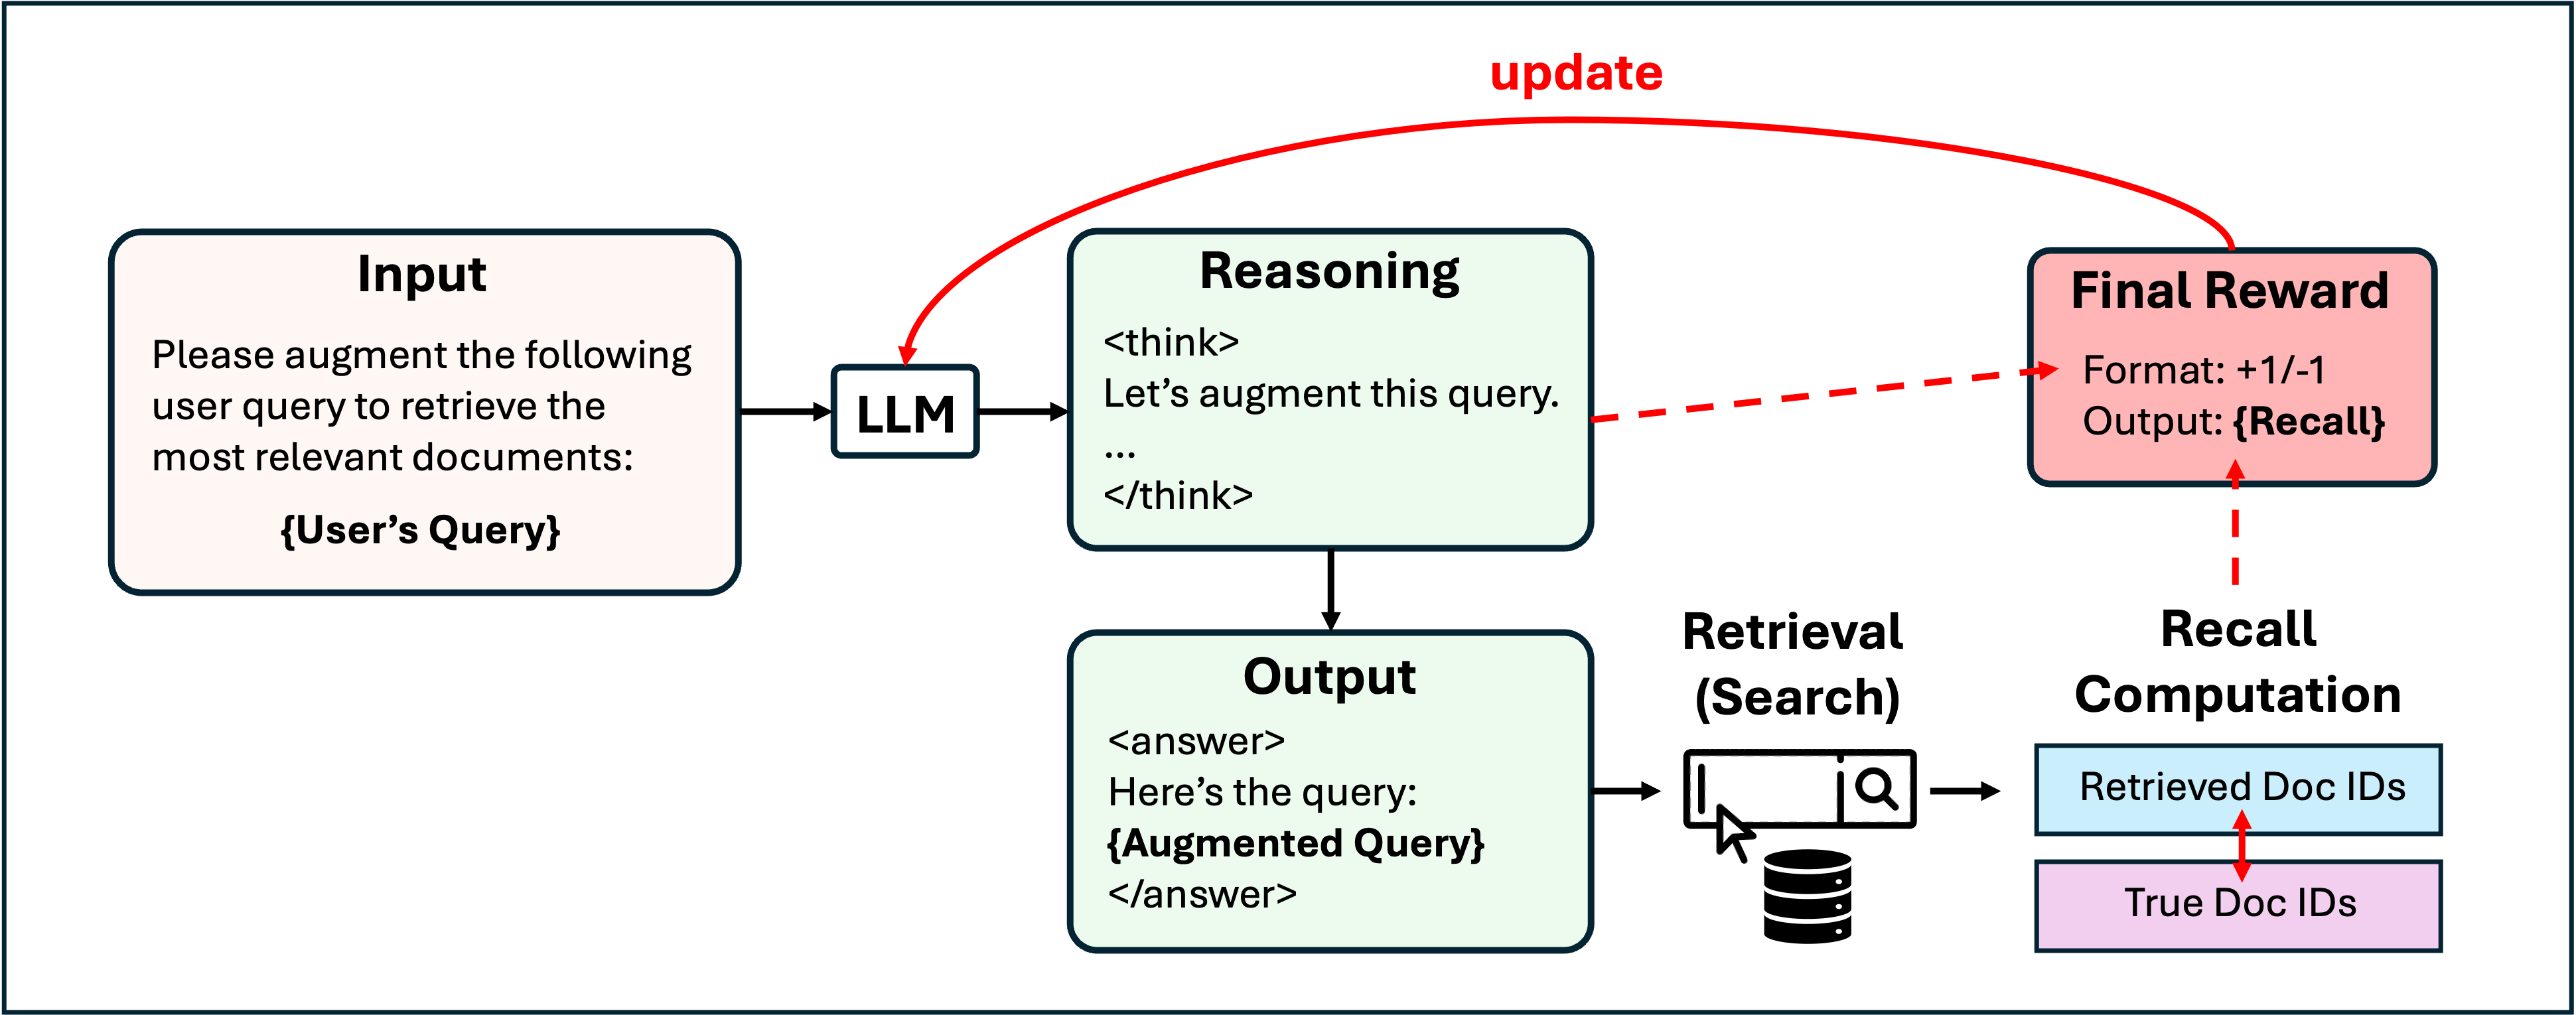 update
Input
Please augment the following
user query to retrieve the
most relevant documents:
{User’s Query}
LLM
Reasoning
<think>
Let’s augment this query.
...
</think>
Output
<answer>
Here’s the query:
{Augmented Query}
</answer>
Retrieval
(Search)
Final Reward
Format: +1/-1
Output: {Recall}
Recall
Computation
Retrieved Doc IDs
True Doc IDs